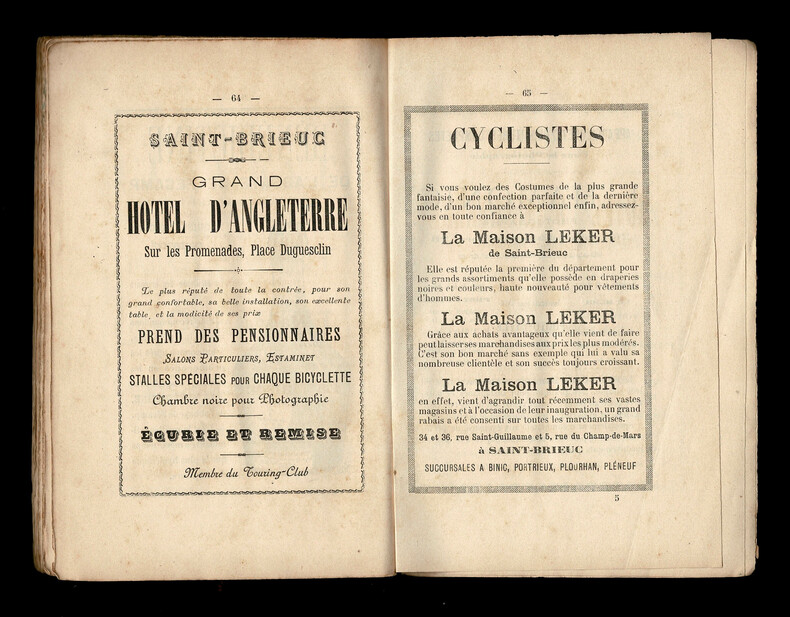 — 64 —
SAINT-BRIEUC
GRAND
HOTEL D'ANGLETERRE
Sur les Promenades, Place Duguesclin
Le plus réputé de toute la contrée, pour son
grand confortable, sa belle installation, son excellente
table, et la modicité de ses prix
PREND DES PENSIONNAIRES
SALONS PARTICULIERS, ESTAMINET
STALLES SPÉCIALES POUR CHAQUE BICYCLETTE
Chambre noire pour Photographie
ÉCURIE ET REMISE
Membre du Touring-Club
— 65 —
CYCLISTES
Si vous voulez des Costumes de la plus grande
fantaisie, d'une confection parfaite et de la dernière
mode, d'un bon marché exceptionnel enfin, adressez-
vous en toute confiance à
La Maison LEKER
de Saint-Brieuc
Elle est réputée la première du département pour
les grands assortiments qu'elle possède en draperies
noires et couleurs, haute nouveauté pour vêtements
d'hommes.
La Maison LEKER
Grâce aux achats avantageux qu'elle vient de faire
peut laisser ses marchandises aux prix les plus modérés.
C'est son bon marché sans exemple qui lui a valu sa
nombreuse clientèle et son succès toujours croissant.
La Maison LEKER
en effet, vient d'agrandir tout récemment ses vastes
magasins et à l'occasion de leur inauguration, un grand
rabais a été consenti sur toutes les marchandises.
34 et 36, rue Saint-Guillaume et 5, rue du Champ-de-Mars
à SAINT-BRIEUC
SUCCURSALES A BINIC, PORTRIEUX, PLOURHAN, PLÉNEUF
5